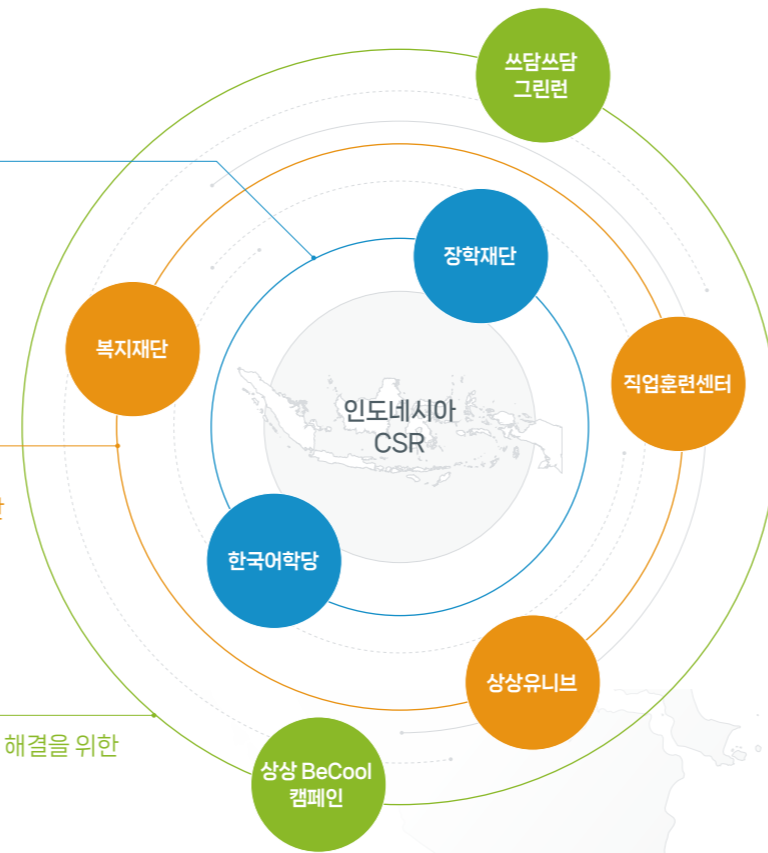 쓰담쓰담
그린런
장학재단
복지재단
직업훈련센터
인도네시아
CSR
한국어학당
상상유니브
해결을 위한
상상 BeCool
캠페인